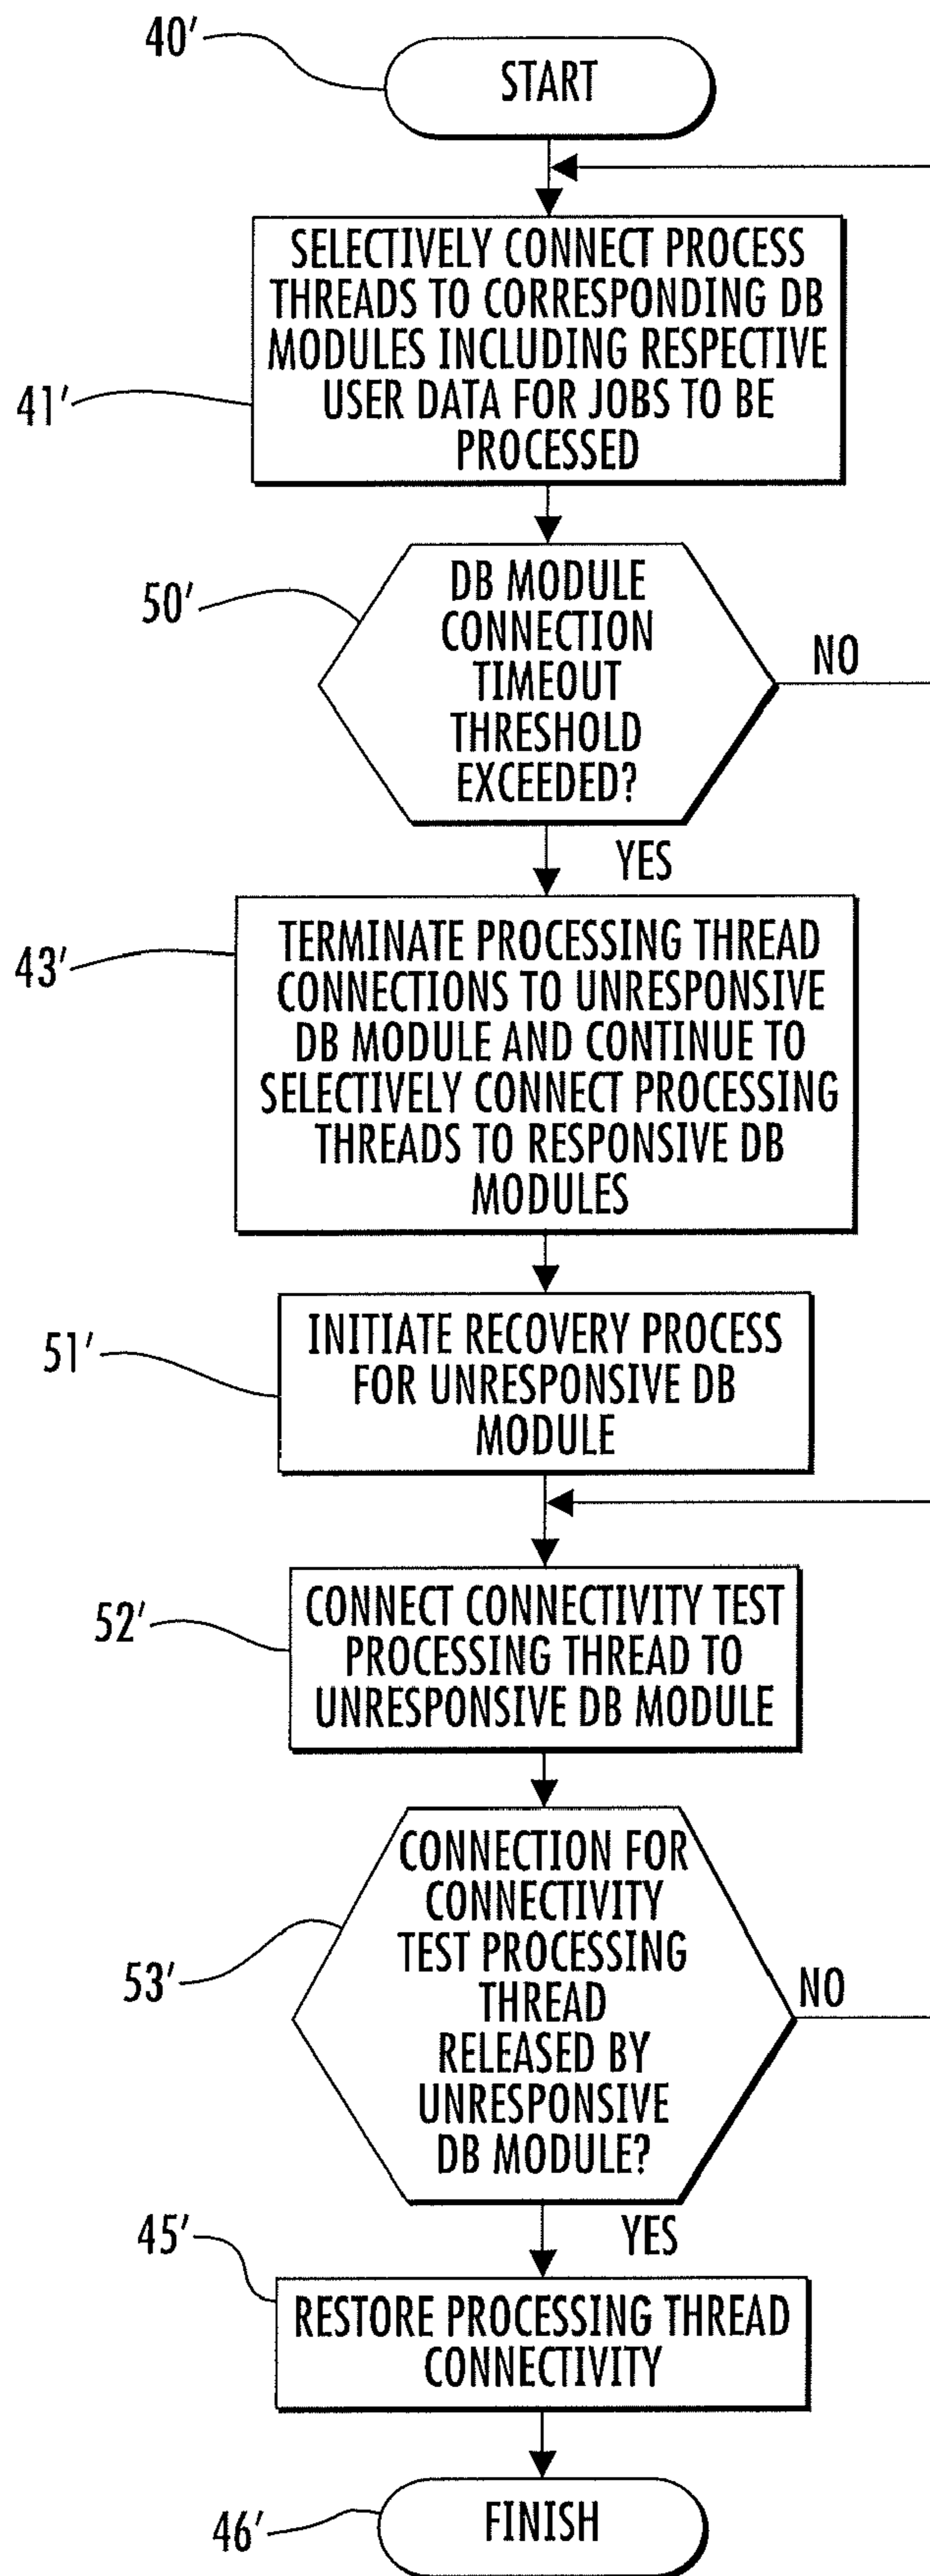 40'
START
SELECTIVELY CONNECT PROCESS
THREADS TO CORRESPONDING DB
MODULES INCLUDING RESPECTIVE
USER DATA FOR JOBS TO BE
PROCESSED
41'
DB MODULE
CONNECTION
TIMEOUT
THRESHOLD
EXCEEDED?
50'
NO
YES
TERMINATE PROCESSING THREAD
CONNECTIONS TO UNRESPONSIVE
DB MODULE AND CONTINUE TO
SELECTIVELY CONNECT PROCESSING
THREADS TO RESPONSIVE DB
MODULES
43'
INITIATE RECOVERY PROCESS
FOR UNRESPONSIVE DB
MODULE
51'
CONNECT CONNECTIVITY TEST
PROCESSING THREAD TO
UNRESPONSIVE DB MODULE
52'
CONNECTION FOR
CONNECTIVITY
TEST PROCESSING
THREAD
RELEASED BY
UNRESPONSIVE
DB MODULE?
53'
NO
YES
45'
RESTORE PROCESSING THREAD
CONNECTIVITY
46'
FINISH